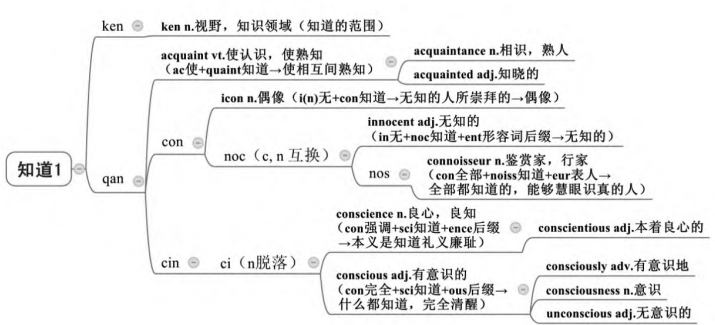 知道1
ken
ken n.视野，知识领域（知道的范围）
qan
acquaint vt.使认识，使熟知
（ac使+quaint知道→使相互间熟知）
acquaintance n.相识，熟人
acquainted adj.知晓的
con
icon n.偶像（i(n)无+con知道→无知的人所崇拜的→偶像）
noc（c, n 互换）
innocent adj.无知的
（in无+noc知道+ent形容词后缀→无知的）
nos
connoisseur n.鉴赏家，行家
（con全部+noiss知道+eur表人→
全部都知道的，能够慧眼识真的人）
cin
ci（n脱落）
conscience n.良心，良知
（con强调+sci知道+ence后缀
→本义是知道礼义廉耻）
conscientious adj.本着良心的
conscious adj.有意识的
（con完全+sci知道+ous后缀→
什么都知道，完全清醒）
consciously adv.有意识地
consciousness n.意识
unconscious adj.无意识的